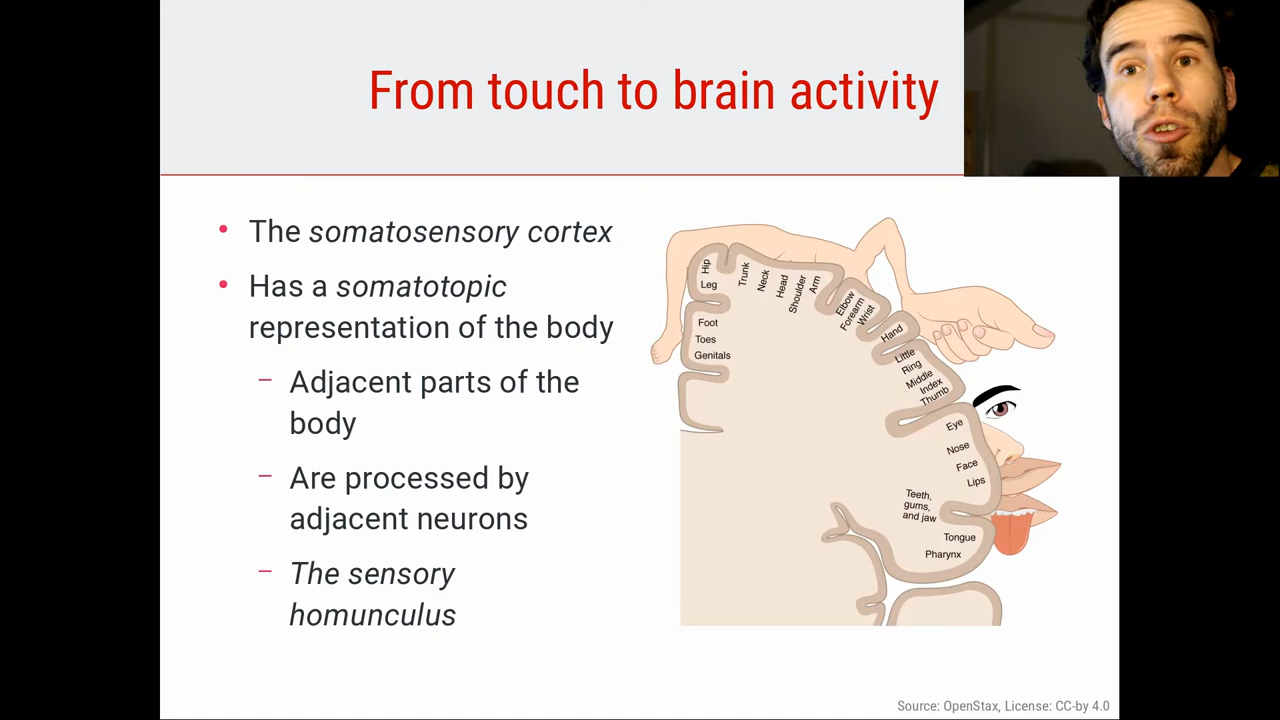 From touch to brain activity
• The somatosensory cortex
• Has a somatotopic
representation of the body
– Adjacent parts of the
body
– Are processed by
adjacent neurons
– The sensory
homunculus
Hip
Leg
Foot
Toes
Genitals
Trunk
Neck
Head
Shoulder
Arm
Elbow
Forearm
Wrist
Hand
Little
Ring
Middle
Index
Thumb
Eye
Nose
Face
Lips
Teeth,
gums,
and jaw
Tongue
Pharynx
Source: OpenStax, License: CC-by 4.0